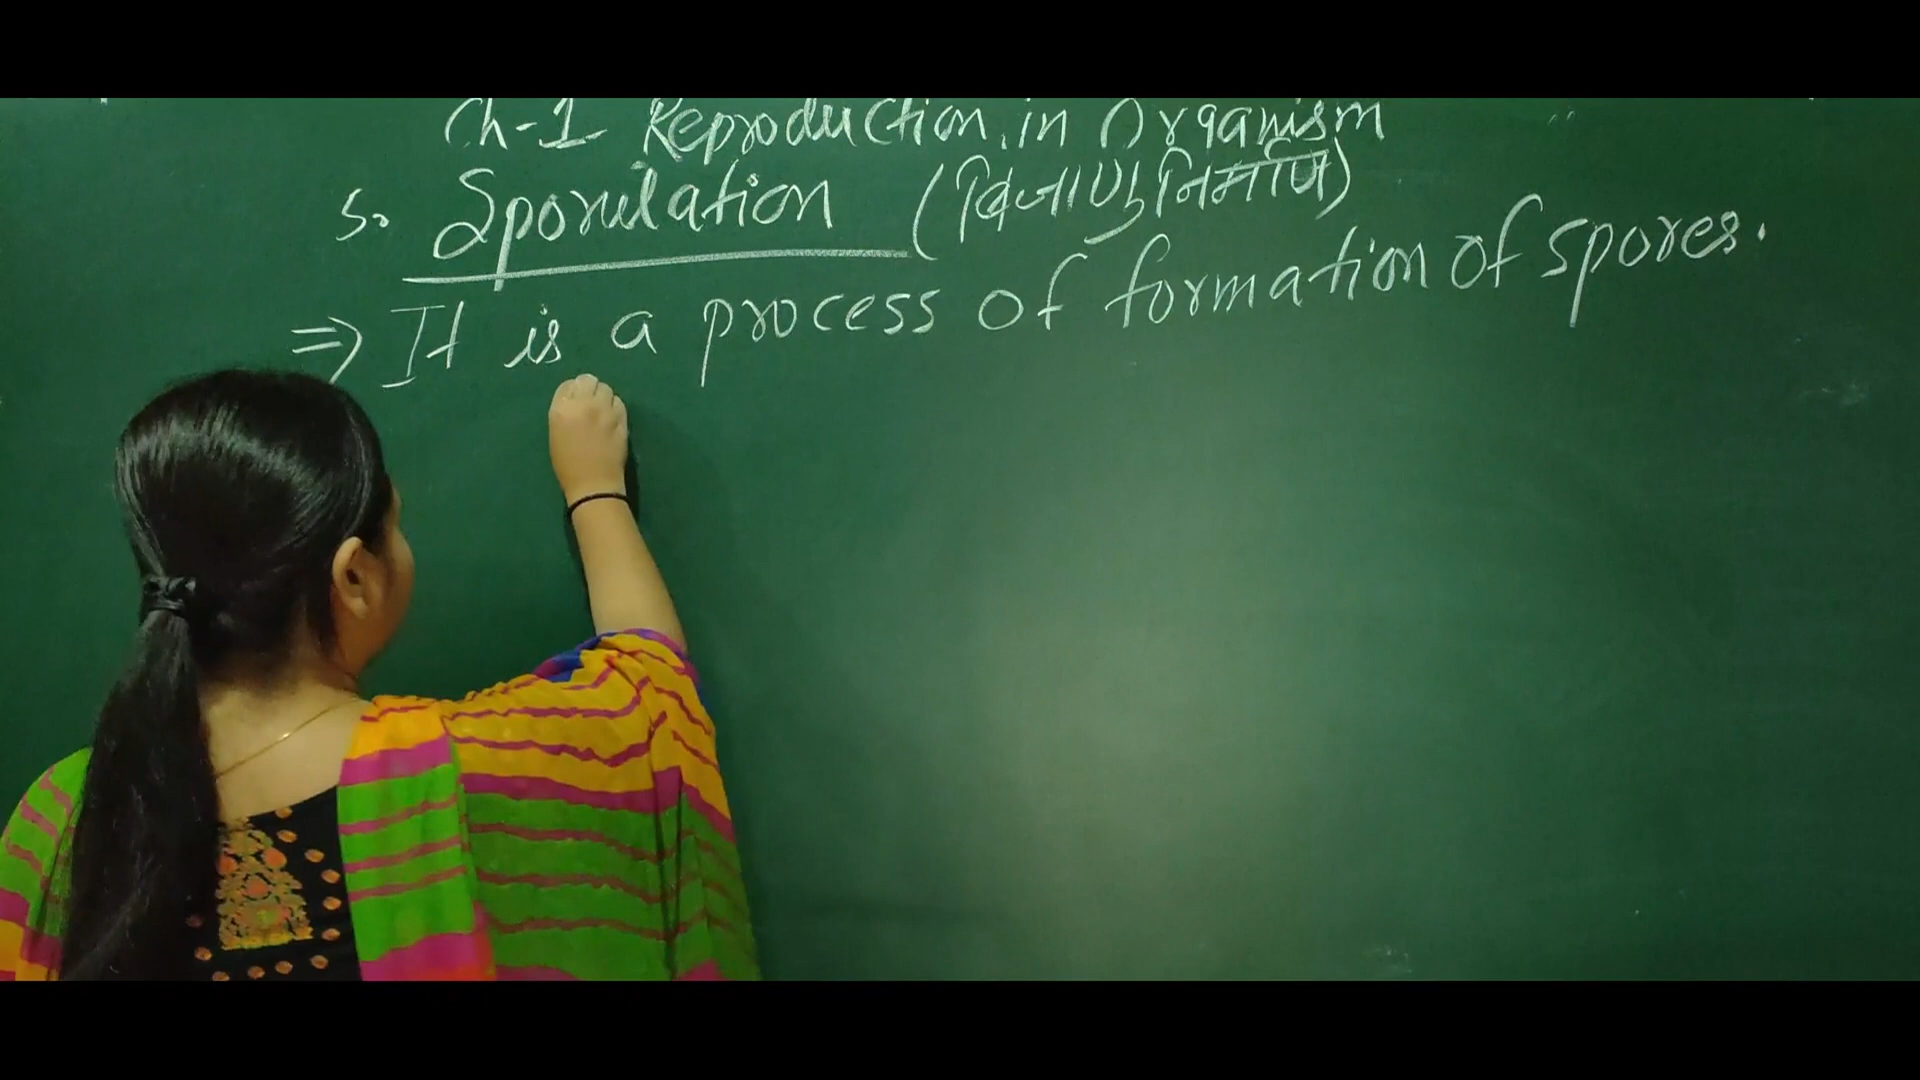 Ch-1 Reproduction in Organism
5. Sporulation (बिजाणु निर्माण)
⇒ It is a process of formation of spores.